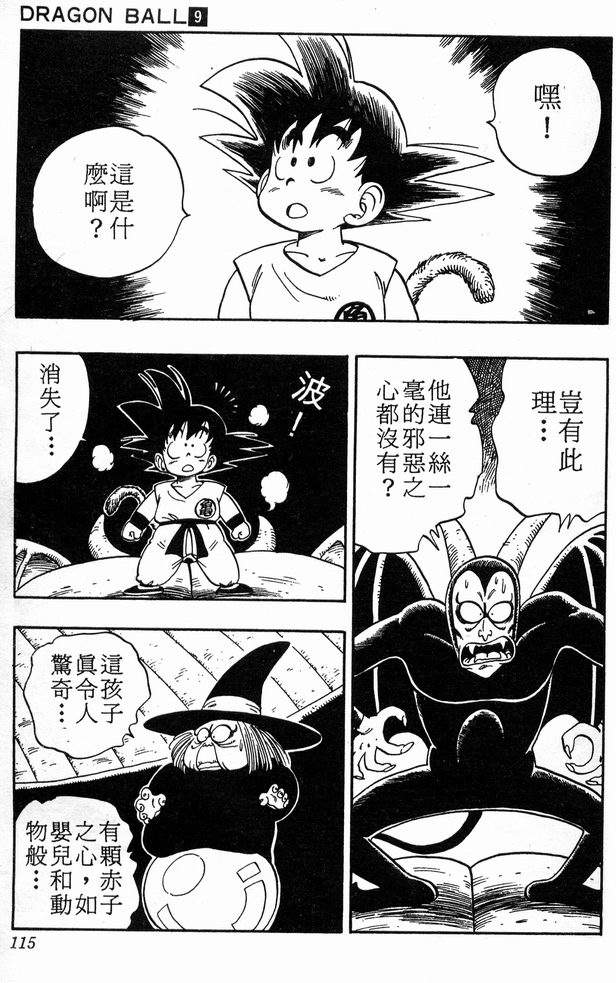 DRAGON BALL 9
嘿！
這是什
麼啊？
豈有此
理…
他連一絲一
毫的邪惡之
心都沒有？
波！
消失了…
龜
龜
這孩子
眞令人
驚奇…
有顆赤子
之心，如
嬰兒和動
物般…
115